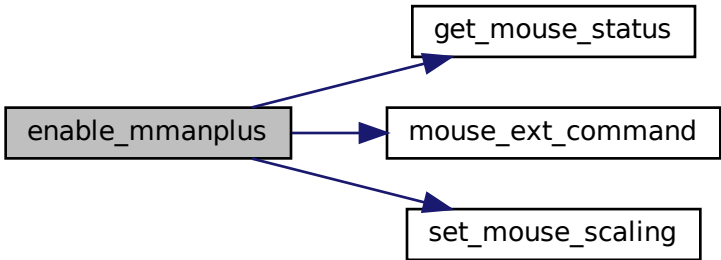 get_mouse_status
enable_mmanplus
mouse_ext_command
set_mouse_scaling